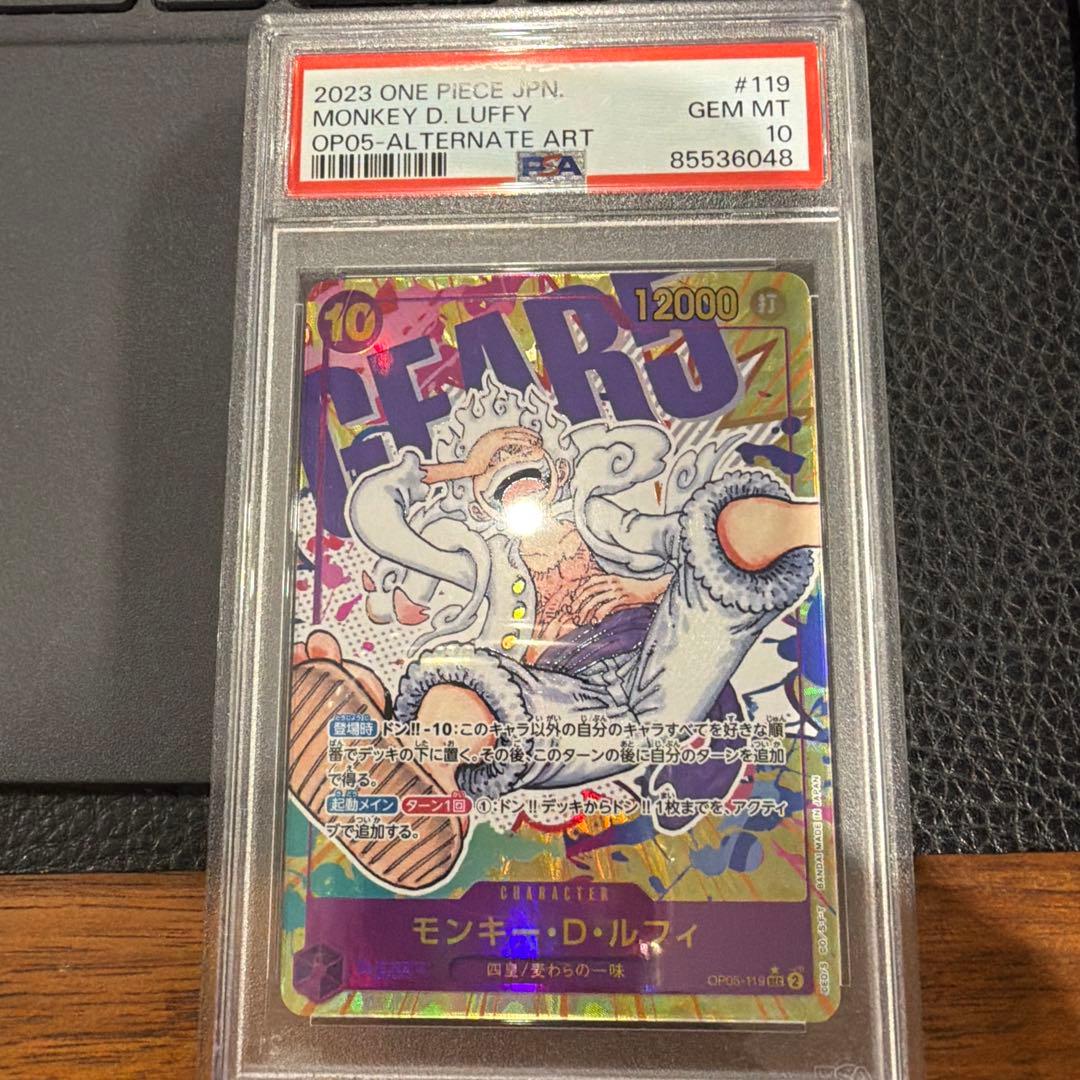 2023 ONE PIECE JPN.
#119
MONKEY D. LUFFY
GEM MT
OP05-ALTERNATE ART
10
PSA
85536048
10
12000
打
GEAR5
登場時 ドン!!-10:このキャラ以外の自分のキャラすべてを好きな順
番でデッキの下に置く。その後、このターンの後に自分のターンを追加
で得る。
起動メイン ターン1回 ①:ドン!!デッキからドン!!1枚までを、アクティ
ブで追加する。
CHARACTER
モンキー・D・ルフィ
四皇/麦わらの一味
OP05-119 SEC 2
BANDAI MADE IN JAPAN
PSA